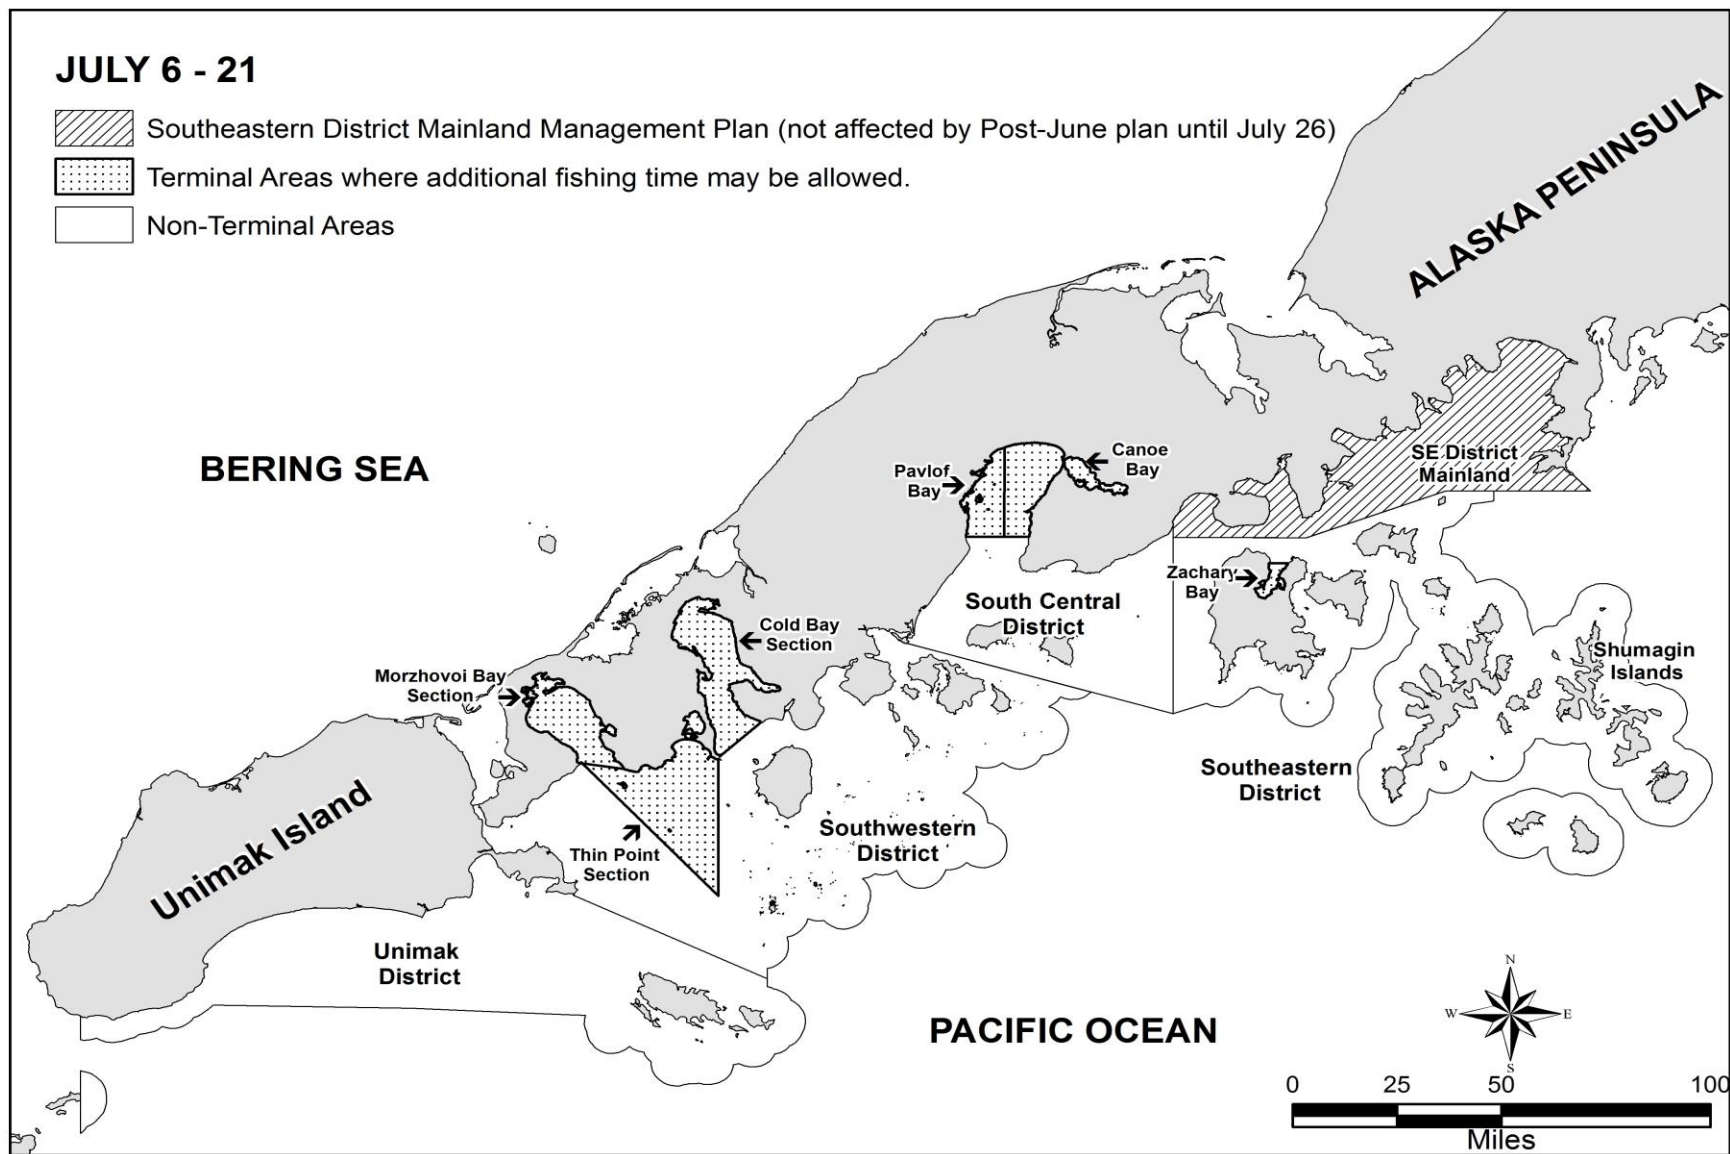 JULY 6 - 21
Southeastern District Mainland Management Plan (not affected by Post-June plan until July 26)
Terminal Areas where additional fishing time may be allowed.
Non-Terminal Areas
ALASKA PENINSULA
BERING SEA
Pavlof
Bay
Canoe
Bay
SE District
Mainland
Zachary
Bay
South Central
District
Cold Bay
Section
Morzhovoi Bay
Section
Shumagin
Islands
Southeastern
District
Southwestern
District
Thin Point
Section
Unimak Island
Unimak
District
PACIFIC OCEAN
N
W
E
S
0 25 50 100
Miles